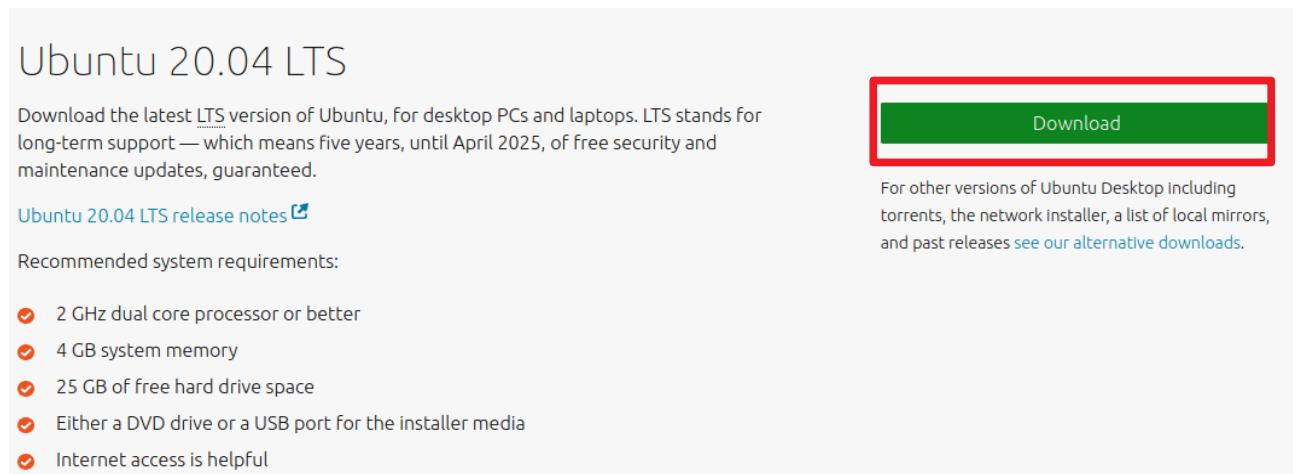 Ubuntu 20.04 LTS
Download the latest LTS version of Ubuntu, for desktop PCs and laptops. LTS stands for
long-term support — which means five years, until April 2025, of free security and
maintenance updates, guaranteed.
Ubuntu 20.04 LTS release notes
Recommended system requirements:
2 GHz dual core processor or better
4 GB system memory
25 GB of free hard drive space
Either a DVD drive or a USB port for the installer media
Internet access is helpful
Download
For other versions of Ubuntu Desktop including
torrents, the network installer, a list of local mirrors,
and past releases see our alternative downloads.